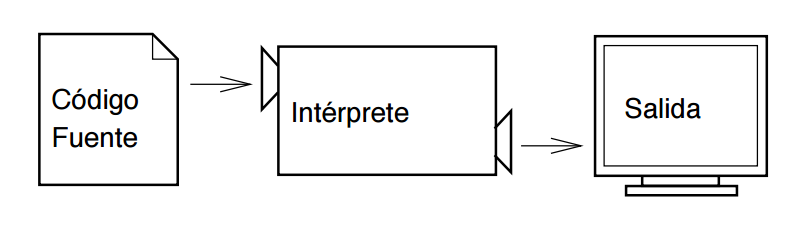 Código
Fuente
Intérprete
Salida